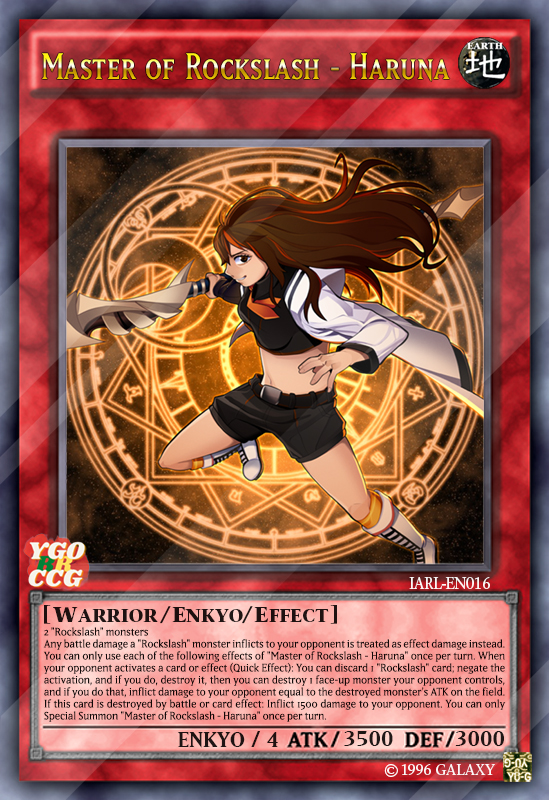 Master of Rockslash - Haruna
EARTH
地
YGO
BR
CCG
IARL-EN016
[Warrior/Enkyo/Effect]
2 "Rockslash" monsters
Any battle damage a "Rockslash" monster inflicts to your opponent is treated as effect damage instead.
You can only use each of the following effects of "Master of Rockslash - Haruna" once per turn. When
your opponent activates a card or effect (Quick Effect): You can discard 1 "Rockslash" card; negate the
activation, and if you do, destroy it, then you can destroy 1 face-up monster your opponent controls,
and if you do that, inflict damage to your opponent equal to the destroyed monster's ATK on the field.
If this card is destroyed by battle or card effect: Inflict 1500 damage to your opponent. You can only
Special Summon "Master of Rockslash - Haruna" once per turn.
ENKYO / 4 ATK/3500 DEF/3000
©1996 GALAXY
YU-G